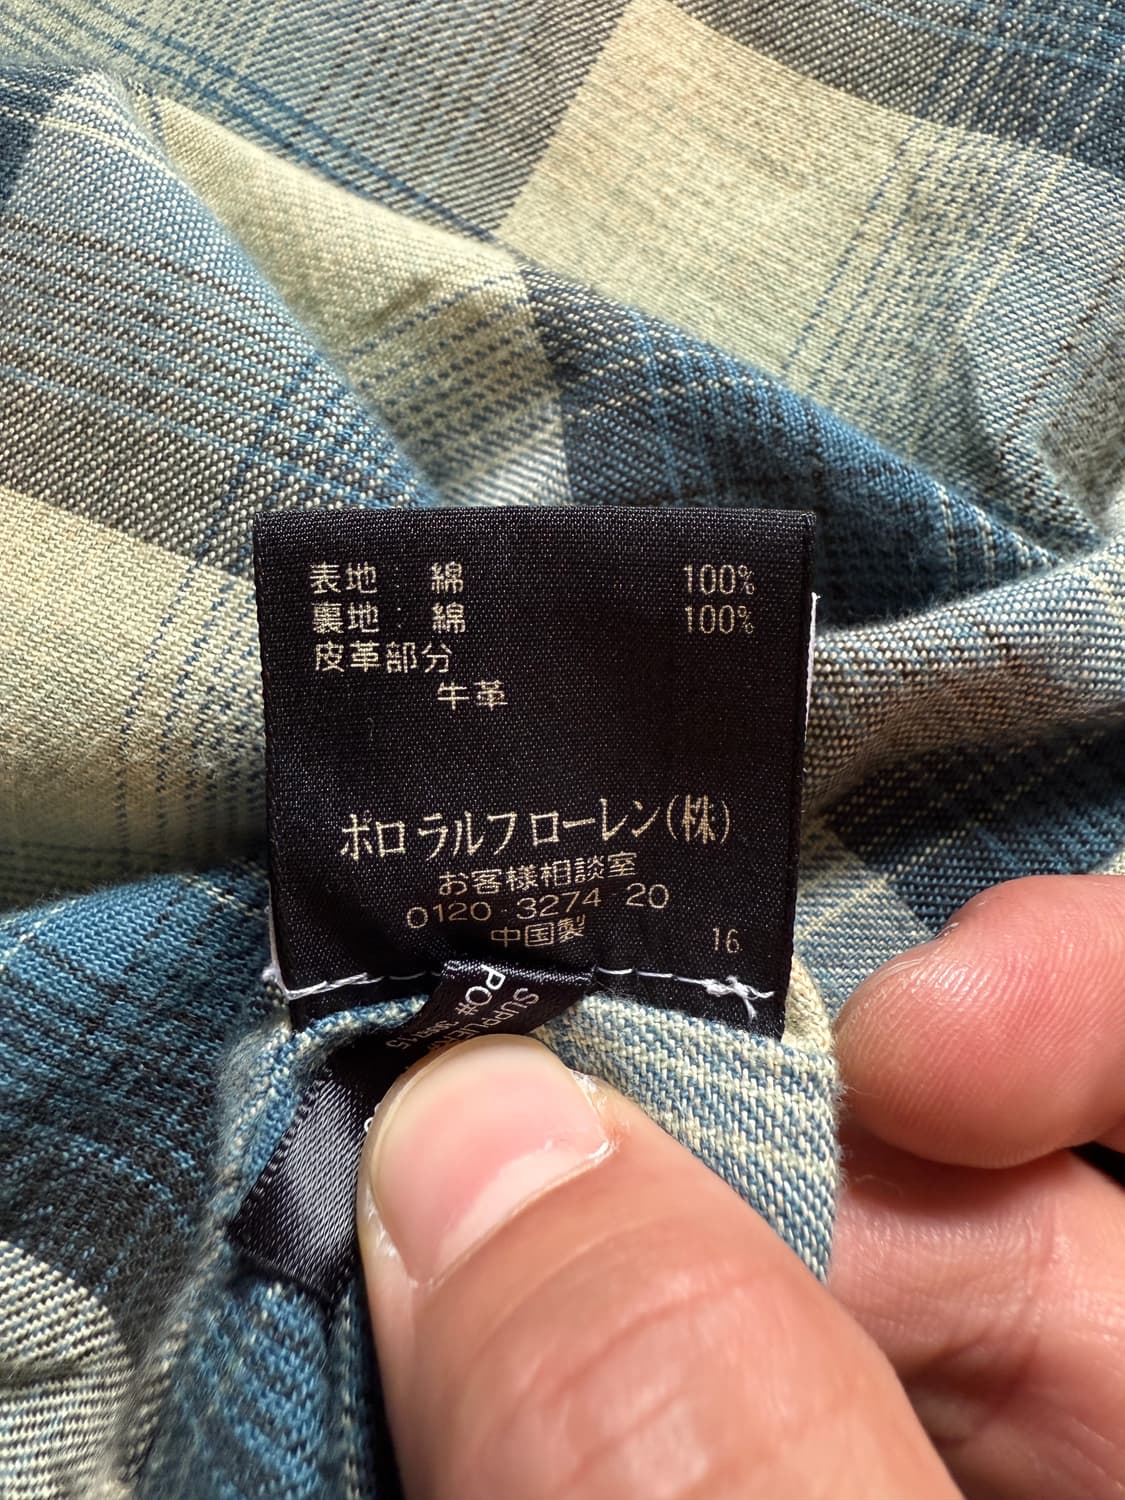 表地: 綿 100%
裏地: 綿 100%
皮革部分
牛革
ポロ ラルフ ローレン(株)
お客様相談室
0120-3274-20
中国製 16
PO#